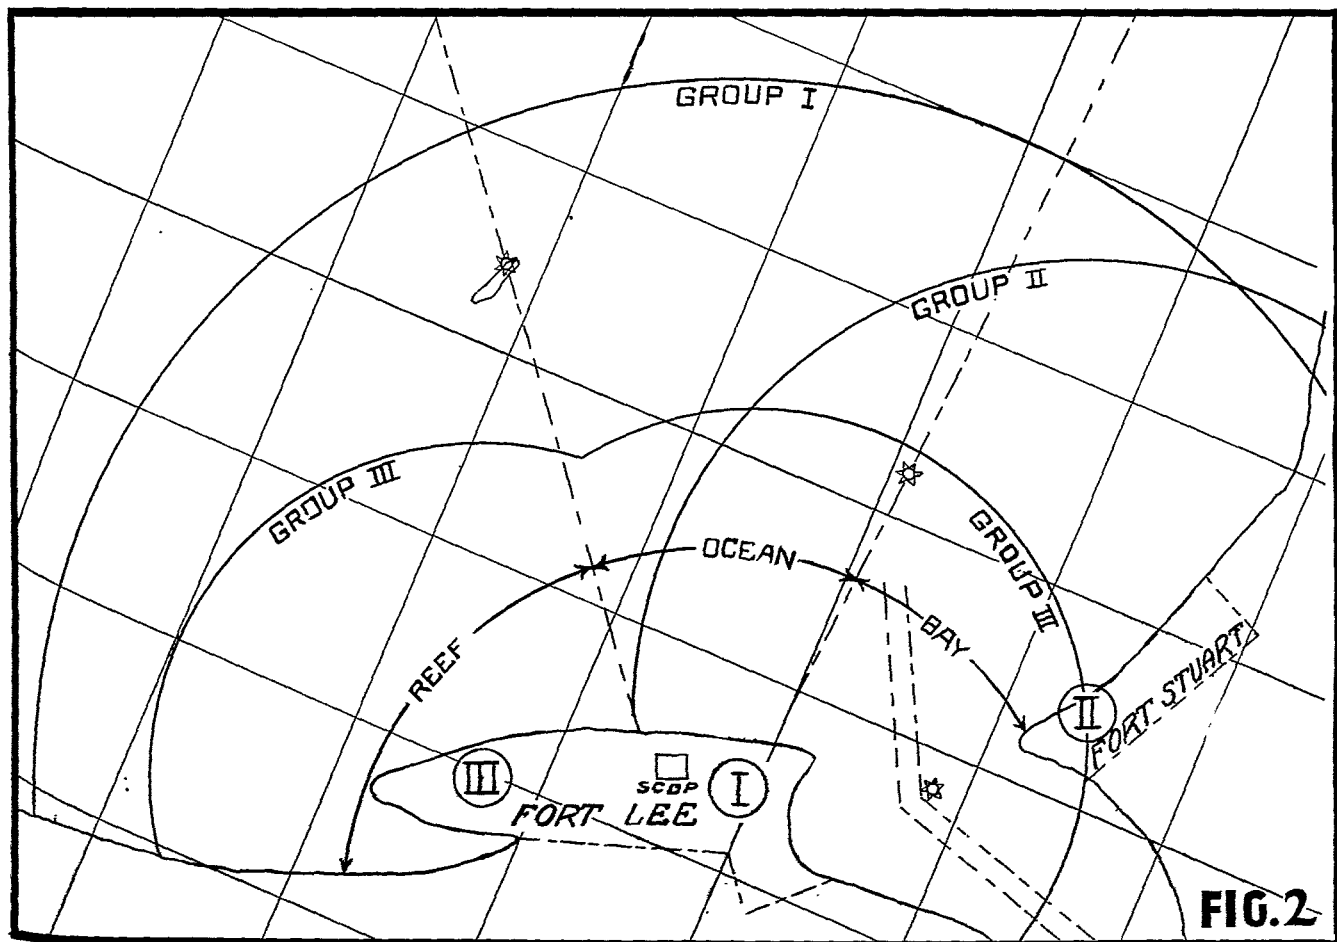 GROUP I
GROUP II
GROUP III
OCEAN
GROUP III
BAY
REEF
FORT STUART
II
III
SCDP
I
FORT LEE
FIG.2